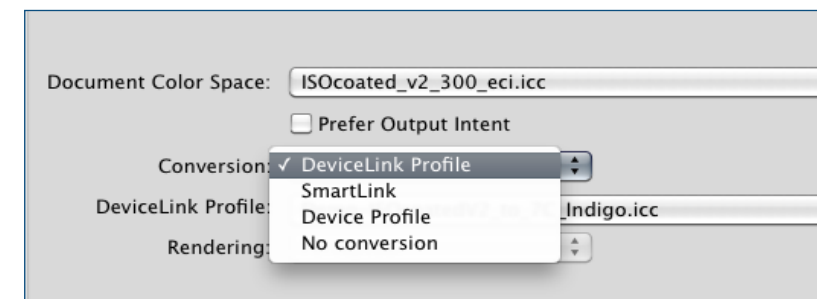 Document Color Space: ISOcoated_v2_300_eci.icc
Prefer Output Intent
Conversion: ✓ DeviceLink Profile
SmartLink
DeviceLink Profile: _Indigo.icc
Device Profile
No conversion
Rendering: